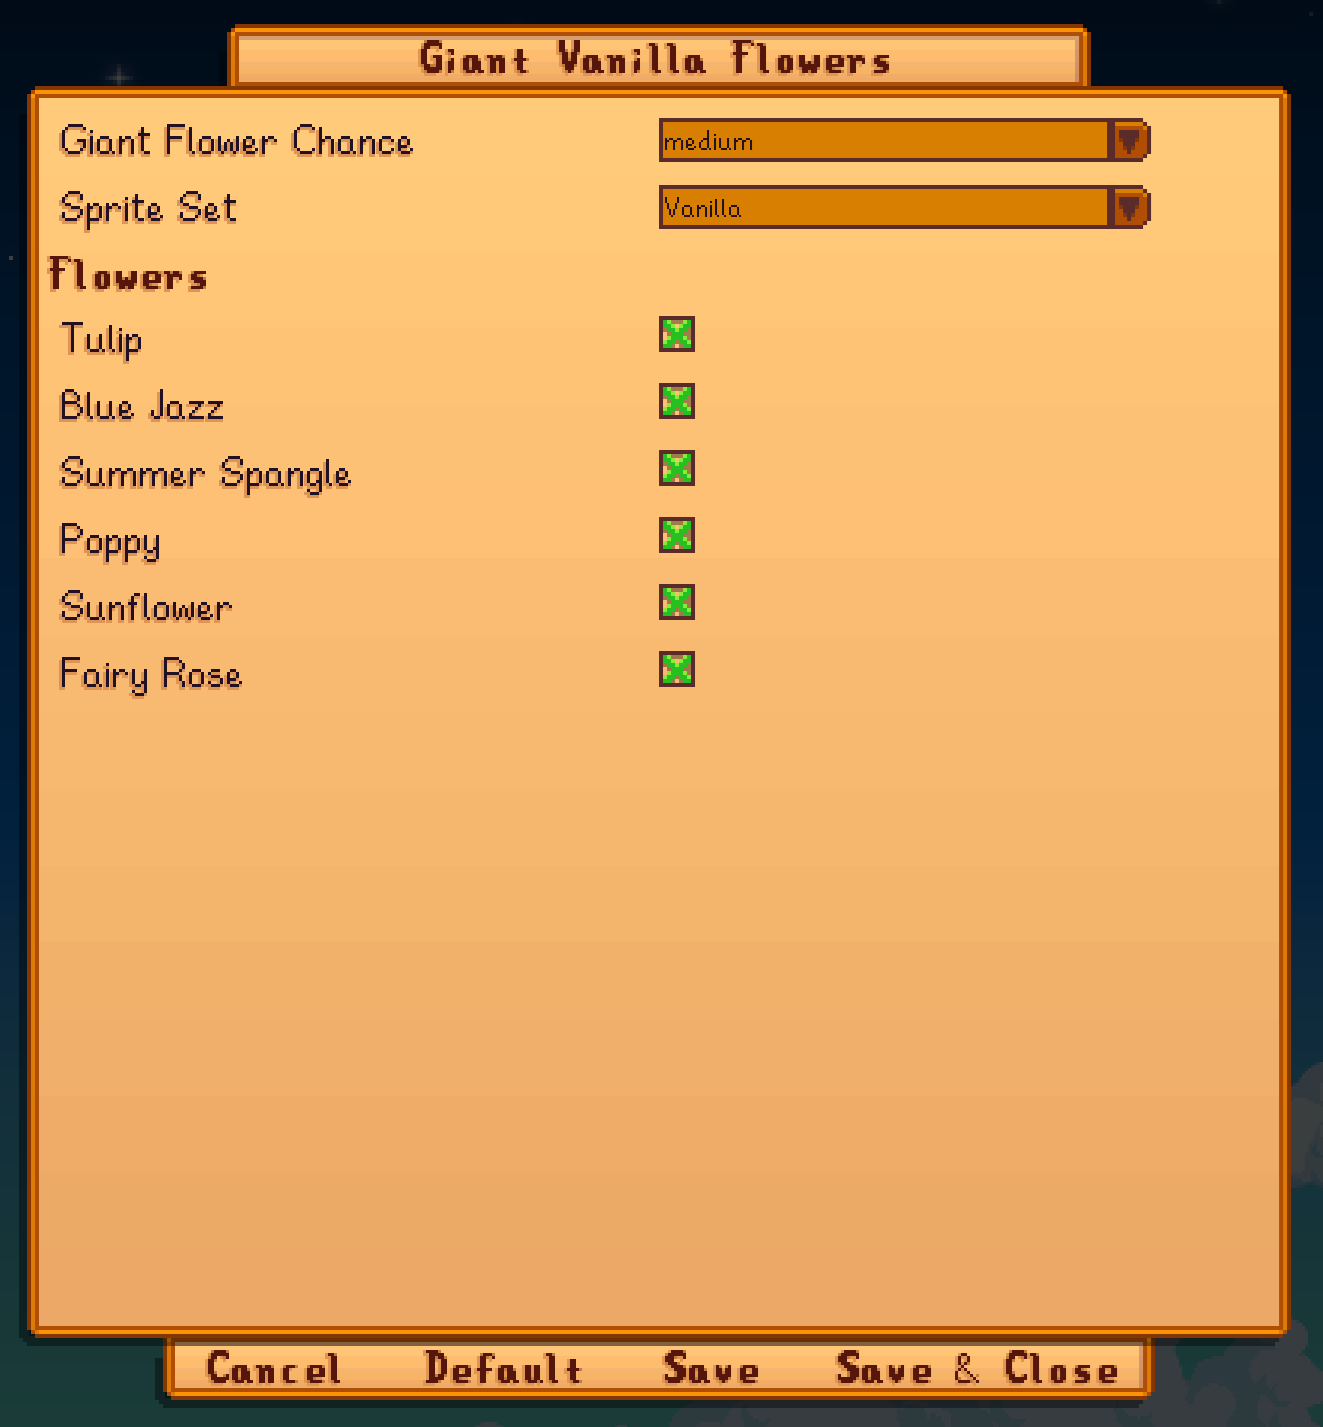 Giant Vanilla Flowers
Giant Flower Chance medium
Sprite Set Vanilla
Flowers
Tulip
Blue Jazz
Summer Spangle
Poppy
Sunflower
Fairy Rose
Cancel Default Save Save & Close